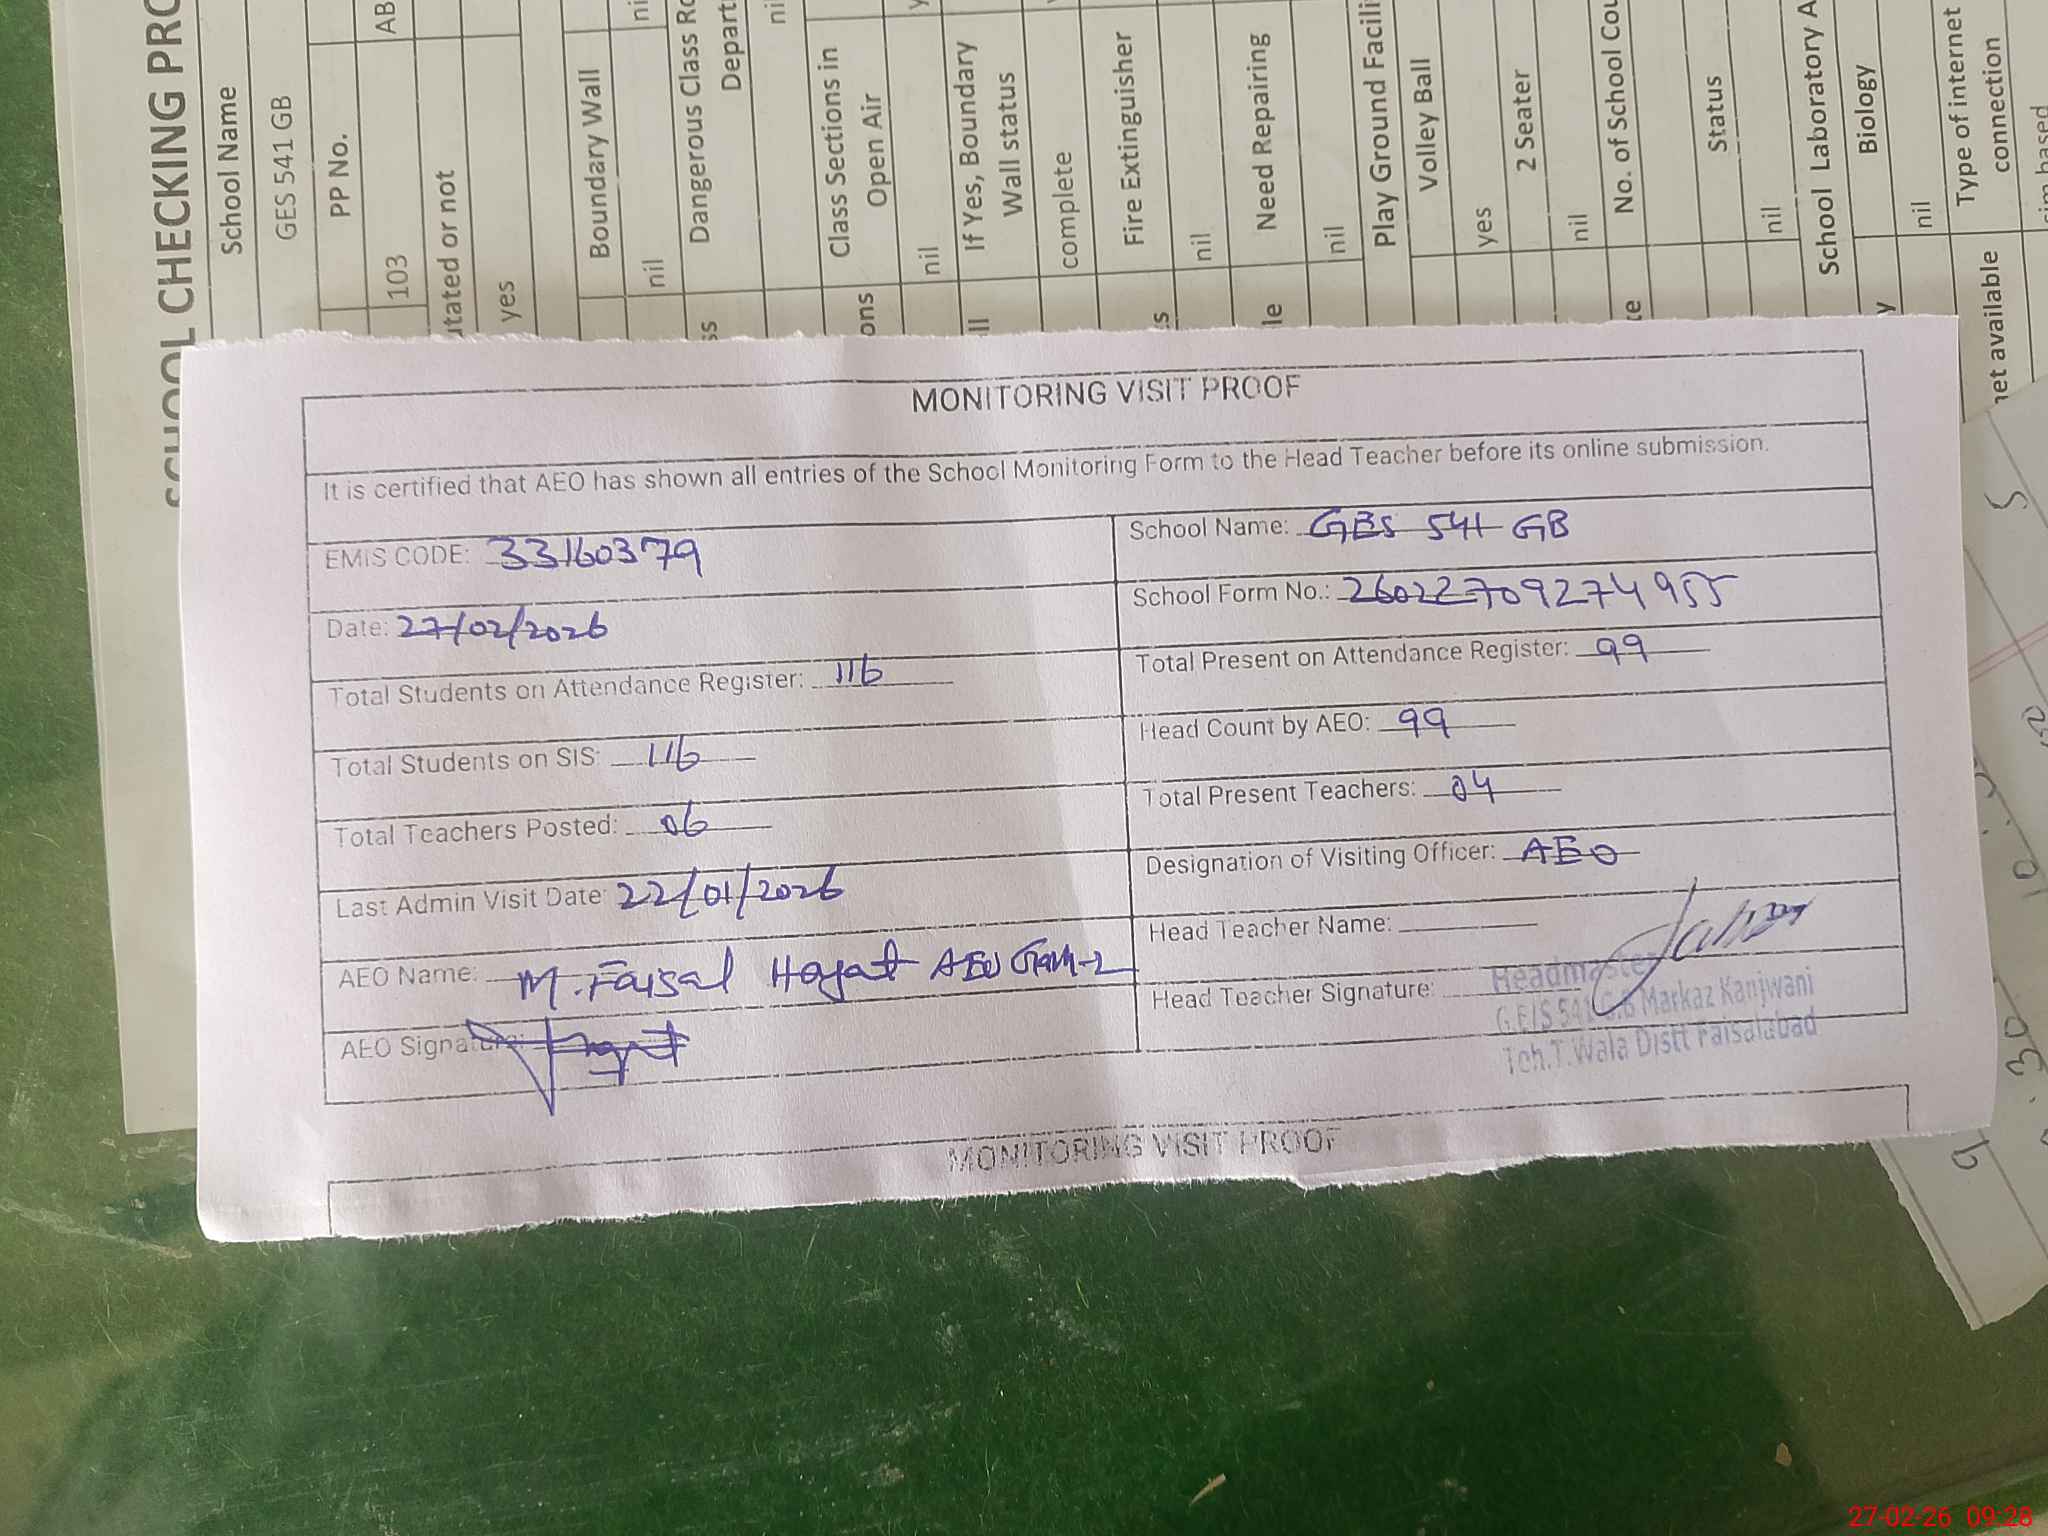 SCHOOL CHECKING PRO
School Name
GES 541 GB
PP No.
AB
103
utated or not
yes
Boundary Wall
nil
Dangerous Class Ro
Depart
Class Sections in
Open Air
nil
If Yes, Boundary
Wall status
complete
Fire Extinguisher
nil
Need Repairing
nil
Play Ground Facili
Volley Ball
yes
2 Seater
nil
No. of School Cou
Status
nil
School Laboratory A
Biology
nil
Type of internet
connection
net available
sim based
MONITORING VISIT PROOF
It is certified that AEO has shown all entries of the School Monitoring Form to the Head Teacher before its online submission.
EMIS CODE: 33160379
School Name: GES 541 GB
Date: 27/02/2026
School Form No.: 26022709274955
Total Students on Attendance Register: 116
Total Present on Attendance Register: 99
Total Students on SIS: 116
Head Count by AEO: 99
Total Teachers Posted: 06
Total Present Teachers: 04
Last Admin Visit Date: 22/01/2026
Designation of Visiting Officer: AEO
AEO Name: M. Faisal Hayat AEO
Head Teacher Name:
AEO Signature:
Head Teacher Signature:
Headmaster
G.E/S 541 G.B Markaz Kanjwani
Teh.T.Wala Distt Faisalabad
MONITORING VISIT PROOF
27-02-26 09:28